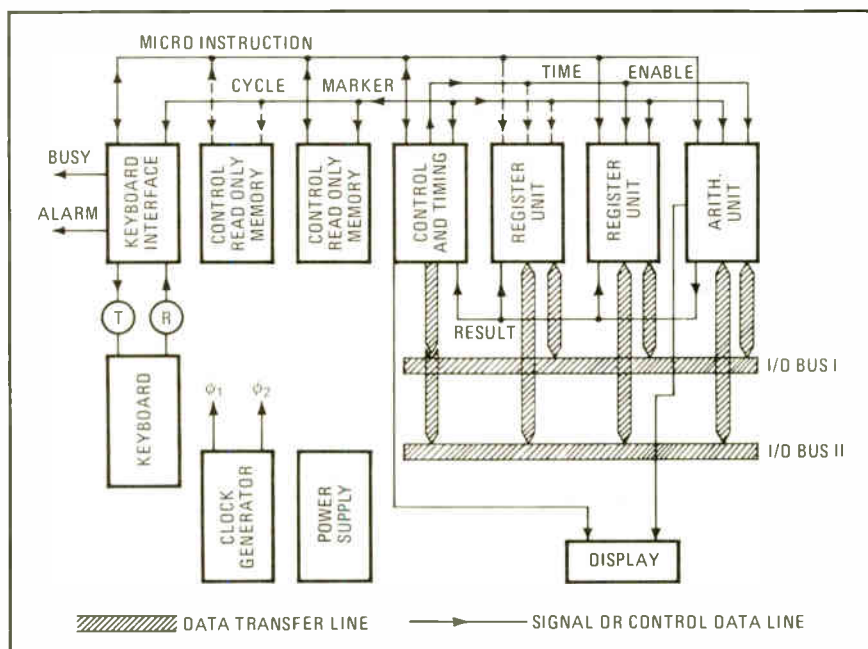 MICRO INSTRUCTION
TIME ENABLE
CYCLE MARKER
BUSY
ALARM
KEYBOARD
INTERFACE
CONTROL
READ ONLY
MEMORY
CONTROL
READ ONLY
MEMORY
CONTROL
AND TIMING
REGISTER
UNIT
REGISTER
UNIT
ARITH.
UNIT
T
R
RESULT
I/D BUS I
KEYBOARD
Φ1
Φ2
I/D BUS II
CLOCK
GENERATOR
POWER
SUPPLY
DISPLAY
DATA TRANSFER LINE
SIGNAL OR CONTROL DATA LINE